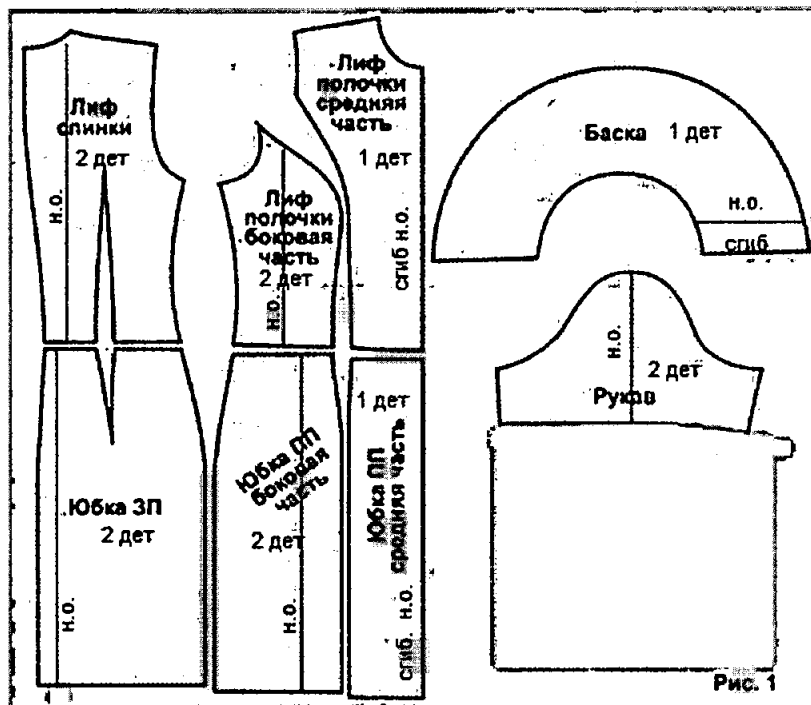 Лиф
спинки
2 дет
н.о.
Лиф
полочки
боковая
часть
2 дет
н.о.
Лиф
полочки
средняя
часть
1 дет
сгиб н.о.
Баска 1 дет
н.о.
сгиб
н.о.
2 дет
Рукав
Юбка ЗП
2 дет
н.о.
Юбка ПП
боковая
часть
2 дет
н.о.
1 дет
Юбка ПП
средняя часть
сгиб. н.о.
Рис. 1